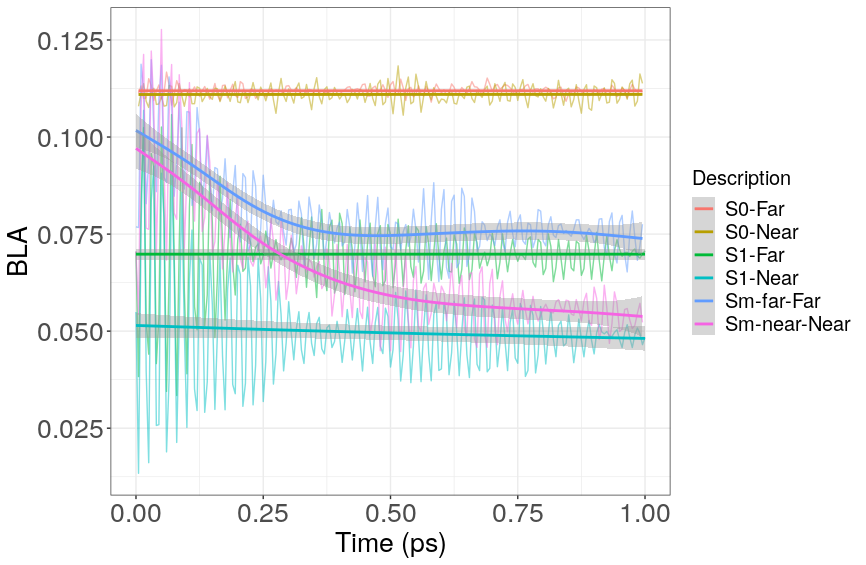 0.125
0.100
0.075
0.050
0.025
BLA
0.00 0.25 0.50 0.75 1.00
Time (ps)
Description
S0-Far
S0-Near
S1-Far
S1-Near
Sm-far-Far
Sm-near-Near